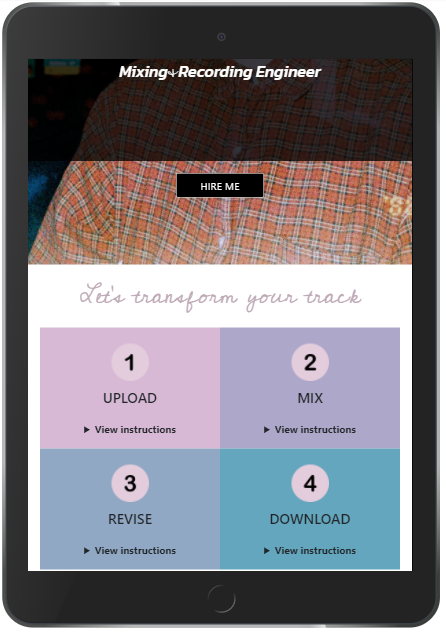 Mixing+Recording Engineer
HIRE ME
Let's transform your track
1
2
UPLOAD
MIX
▶ View instructions
▶ View instructions
3
4
REVISE
DOWNLOAD
▶ View instructions
▶ View instructions